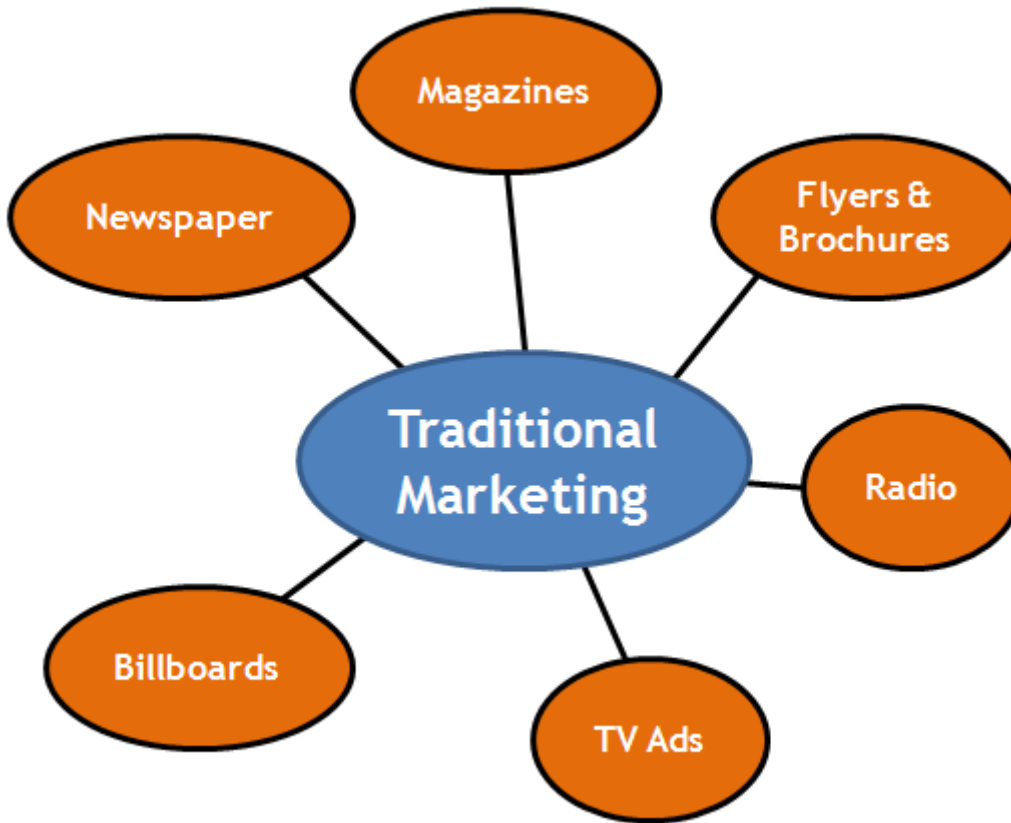 Magazines
Newspaper
Flyers &
Brochures
Traditional
Marketing
Radio
Billboards
TV Ads